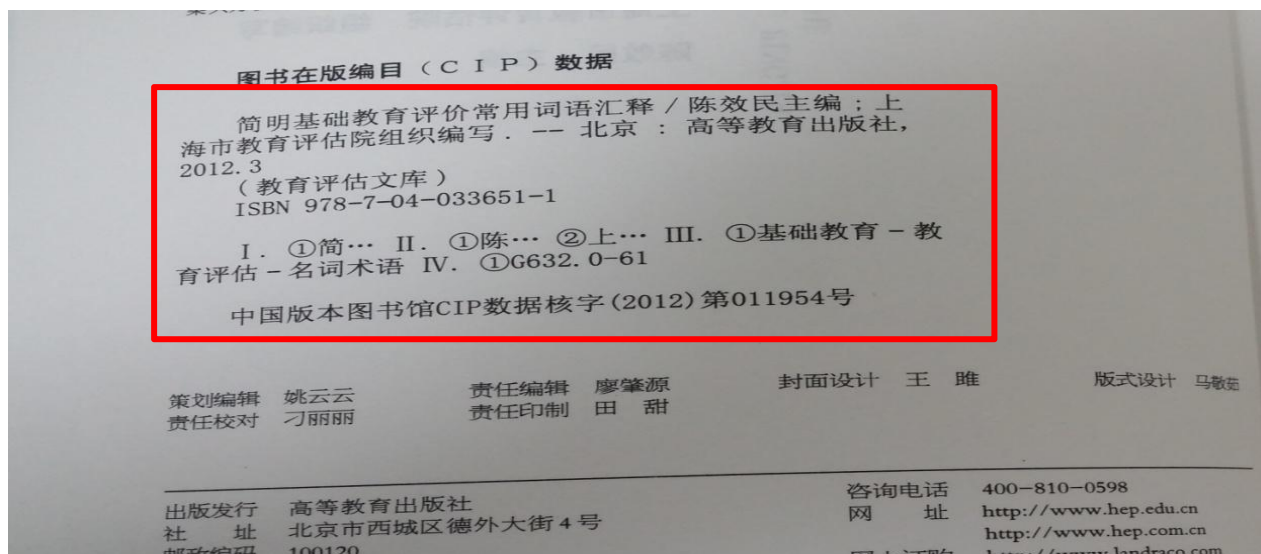 图书在版编目（CIP）数据
简明基础教育评价常用词语汇释 / 陈效民主编 ; 上
海市教育评估院组织编写 . -- 北京 : 高等教育出版社,
2012.3
（教育评估文库）
ISBN 978-7-04-033651-1
Ⅰ. ①简… Ⅱ. ①陈… ②上… Ⅲ. ①基础教育－教
育评估－名词术语 Ⅳ. ①G632.0-61
中国版本图书馆CIP数据核字(2012)第011954号
策划编辑 姚云云 责任编辑 廖肇源 封面设计 王 雎 版式设计 马敬茹
责任校对 刁丽丽 责任印制 田 甜
出版发行 高等教育出版社 咨询电话 400-810-0598
社 址 北京市西城区德外大街4号 网 址 http://www.hep.edu.cn
http://www.hep.com.cn
邮政编码 100120 http://www.landraco.com